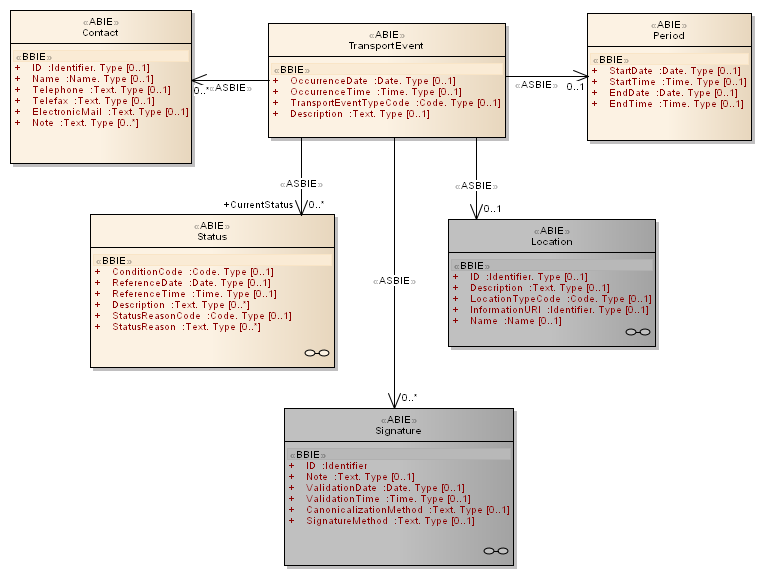 «ABIE»
Contact
«BBIE»
+ ID :Identifier. Type [0..1]
+ Name :Name. Type [0..1]
+ Telephone :Text. Type [0..1]
+ Telefax :Text. Type [0..1]
+ ElectronicMail :Text. Type [0..1]
+ Note :Text. Type [0..*]
«ABIE»
TransportEvent
«BBIE»
+ OccurrenceDate :Date. Type [0..1]
+ OccurrenceTime :Time. Type [0..1]
+ TransportEventTypeCode :Code. Type [0..1]
+ Description :Text. Type [0..1]
«ABIE»
Period
«BBIE»
+ StartDate :Date. Type [0..1]
+ StartTime :Time. Type [0..1]
+ EndDate :Date. Type [0..1]
+ EndTime :Time. Type [0..1]
0..*
«ASBIE»
«ASBIE»
0..1
«ASBIE»
+CurrentStatus
0..*
«ASBIE»
0..1
«ABIE»
Status
«BBIE»
+ ConditionCode :Code. Type [0..1]
+ ReferenceDate :Date. Type [0..1]
+ ReferenceTime :Time. Type [0..1]
+ Description :Text. Type [0..*]
+ StatusReasonCode :Code. Type [0..1]
+ StatusReason :Text. Type [0..*]
«ABIE»
Location
«BBIE»
+ ID :Identifier. Type [0..1]
+ Description :Text. Type [0..1]
+ LocationTypeCode :Code. Type [0..1]
+ InformationURI :Identifier. Type [0..1]
+ Name :Name [0..1]
«ASBIE»
0..*
«ABIE»
Signature
«BBIE»
+ ID :Identifier
+ Note :Text. Type [0..1]
+ ValidationDate :Date. Type [0..1]
+ ValidationTime :Time. Type [0..1]
+ CanonicalizationMethod :Text. Type [0..1]
+ SignatureMethod :Text. Type [0..1]